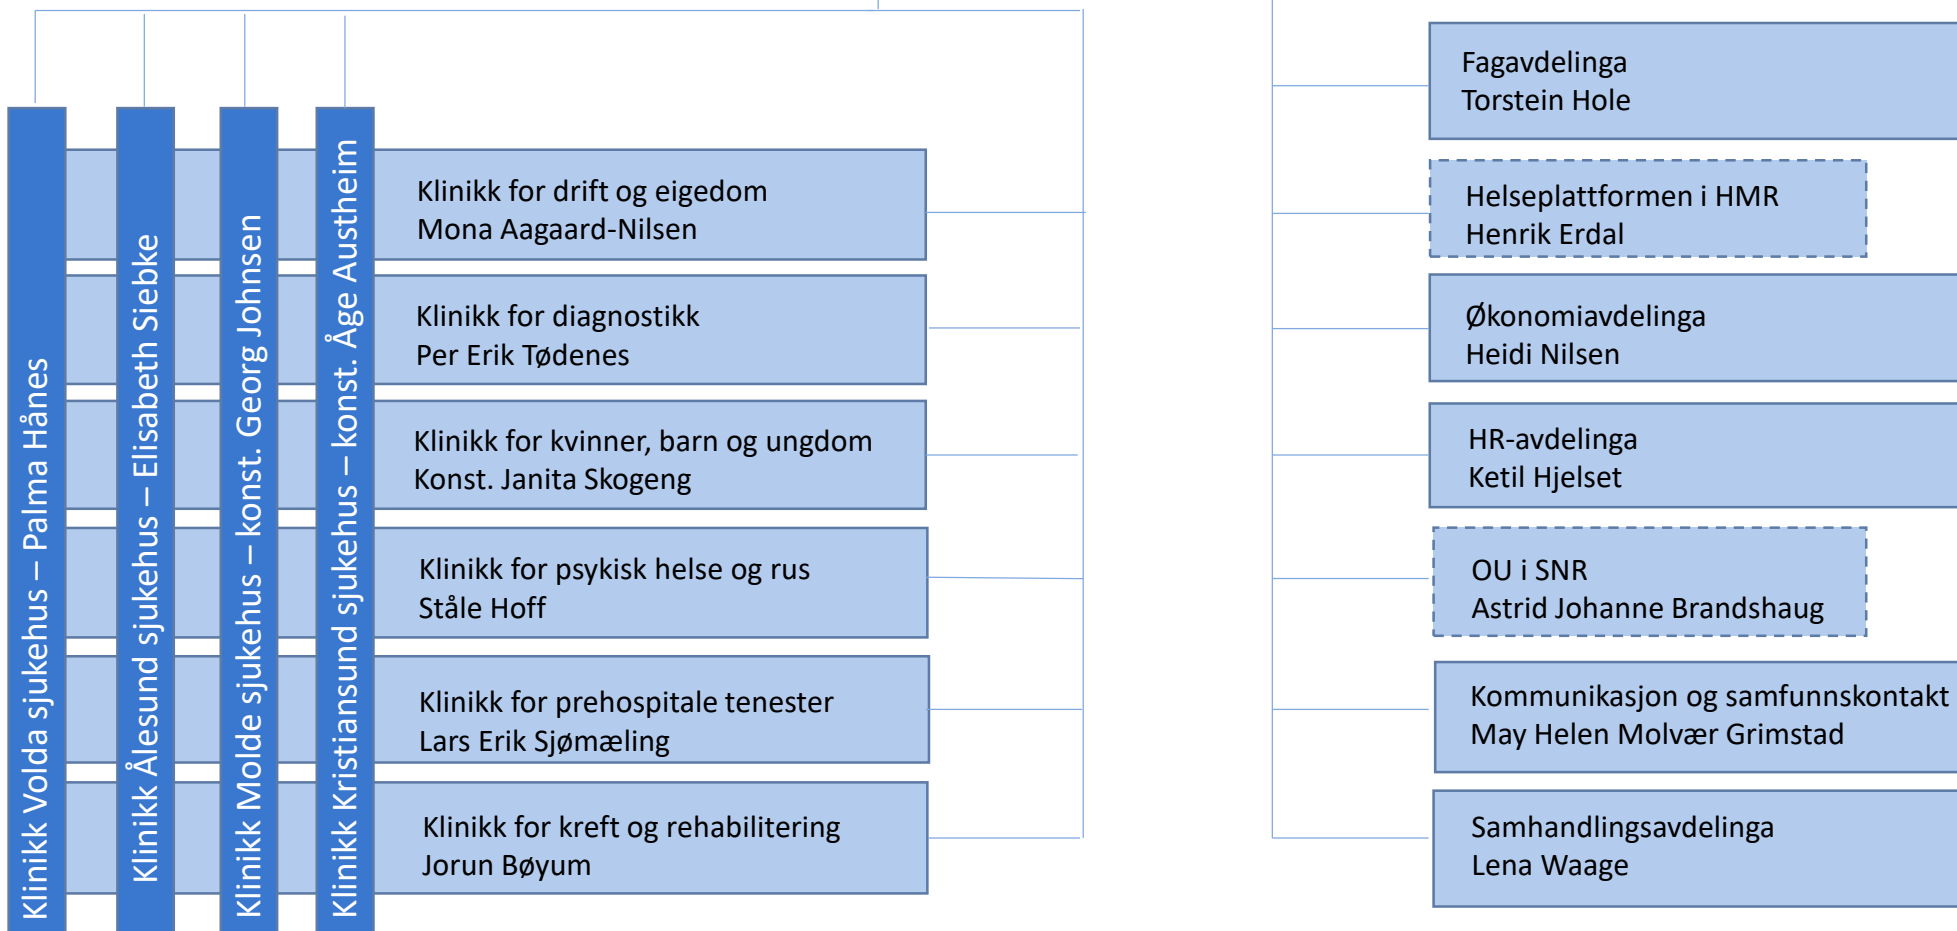 Klinikk Volda sjukehus – Palma Hånes
Klinikk Ålesund sjukehus – Elisabeth Siebke
Klinikk Molde sjukehus – konst. Georg Johnsen
Klinikk Kristiansund sjukehus – konst. Åge Austheim
Klinikk for drift og eigedom
Mona Aagaard-Nilsen
Klinikk for diagnostikk
Per Erik Tødenes
Klinikk for kvinner, barn og ungdom
Konst. Janita Skogeng
Klinikk for psykisk helse og rus
Ståle Hoff
Klinikk for prehospitale tenester
Lars Erik Sjømæling
Klinikk for kreft og rehabilitering
Jorun Bøyum
Fagavdelinga
Torstein Hole
Helseplattformen i HMR
Henrik Erdal
Økonomiavdelinga
Heidi Nilsen
HR-avdelinga
Ketil Hjelset
OU i SNR
Astrid Johanne Brandshaug
Kommunikasjon og samfunnskontakt
May Helen Molvær Grimstad
Samhandlingsavdelinga
Lena Waage